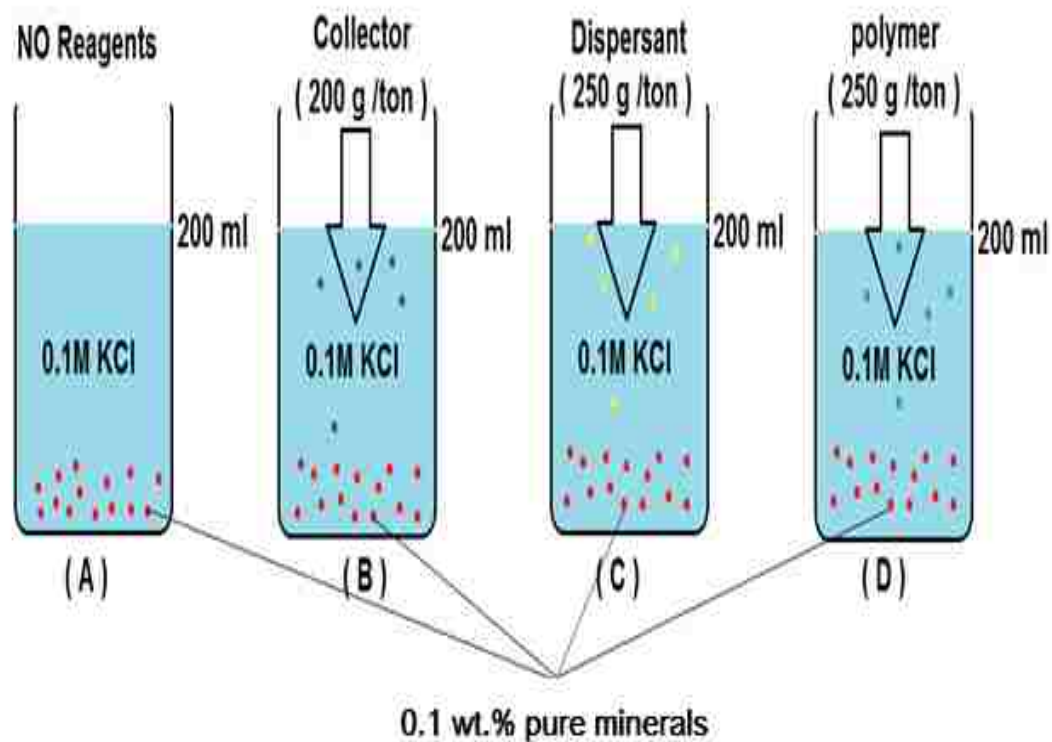 NO Reagents
Collector
( 200 g /ton )
Dispersant
( 250 g /ton )
polymer
( 250 g /ton )
200 ml
200 ml
200 ml
200 ml
0.1M KCl
0.1M KCl
0.1M KCl
0.1M KCl
( A )
( B )
( C )
( D )
0.1 wt.% pure minerals